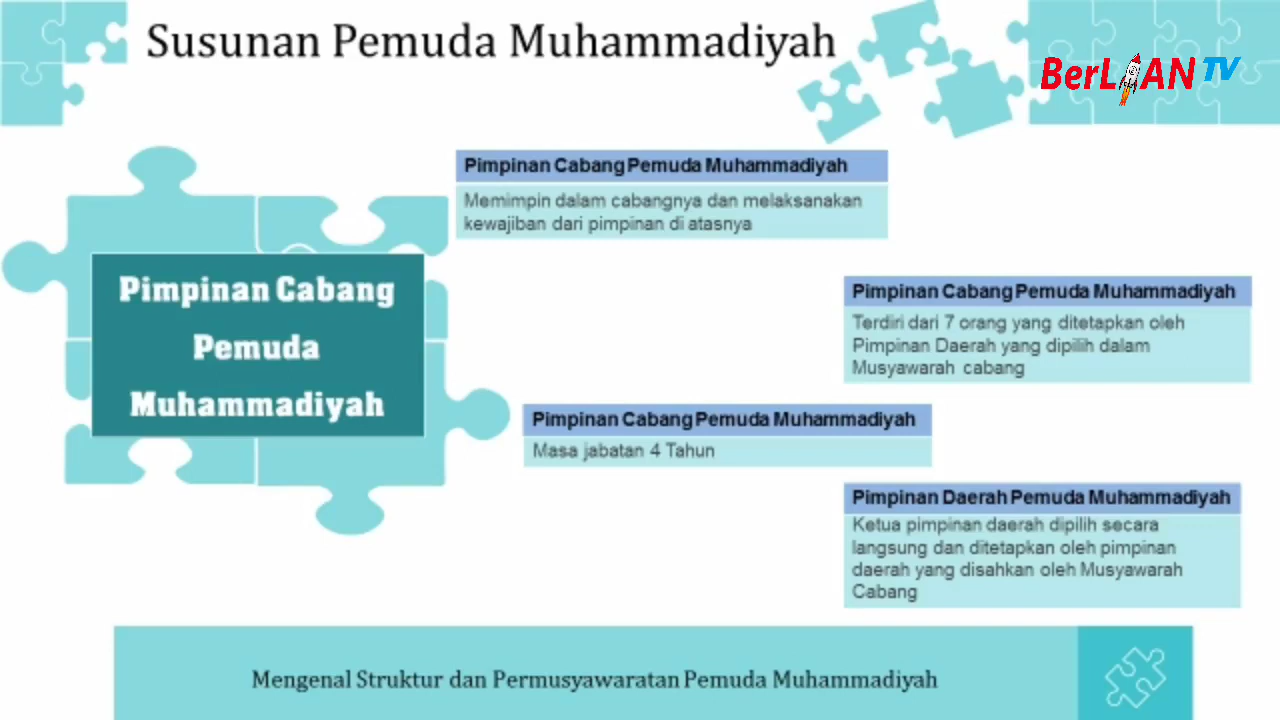 Susunan Pemuda Muhammadiyah
BerLIAN TV
Pimpinan Cabang Pemuda Muhammadiyah
Memimpin dalam cabangnya dan melaksanakan
kewajiban dari pimpinan di atasnya
Pimpinan Cabang
Pemuda
Muhammadiyah
Pimpinan Cabang Pemuda Muhammadiyah
Terdiri dari 7 orang yang ditetapkan oleh
Pimpinan Daerah yang dipilih dalam
Musyawarah cabang
Pimpinan Cabang Pemuda Muhammadiyah
Masa jabatan 4 Tahun
Pimpinan Daerah Pemuda Muhammadiyah
Ketua pimpinan daerah dipilih secara
langsung dan ditetapkan oleh pimpinan
daerah yang disahkan oleh Musyawarah
Cabang
Mengenal Struktur dan Permusyawaratan Pemuda Muhammadiyah